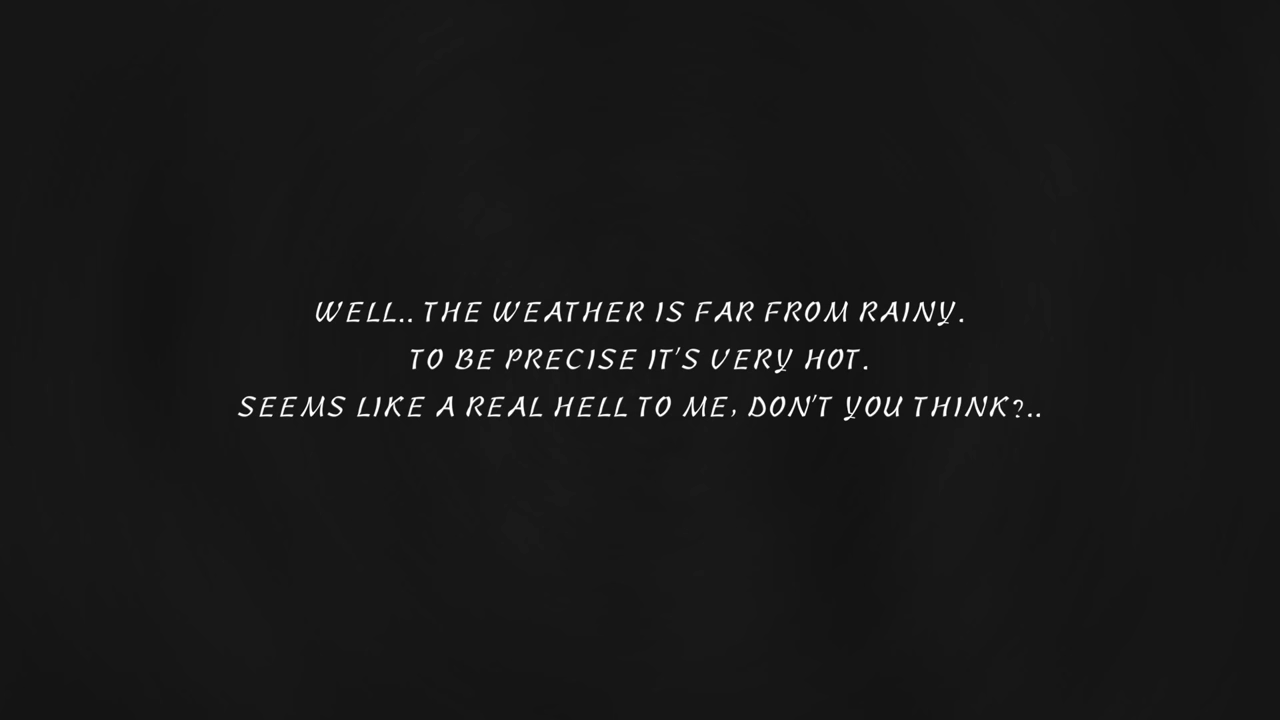 WELL.. THE WEATHER IS FAR FROM RAINY.
TO BE PRECISE IT'S VERY HOT.
SEEMS LIKE A REAL HELL TO ME, DON'T YOU THINK?..